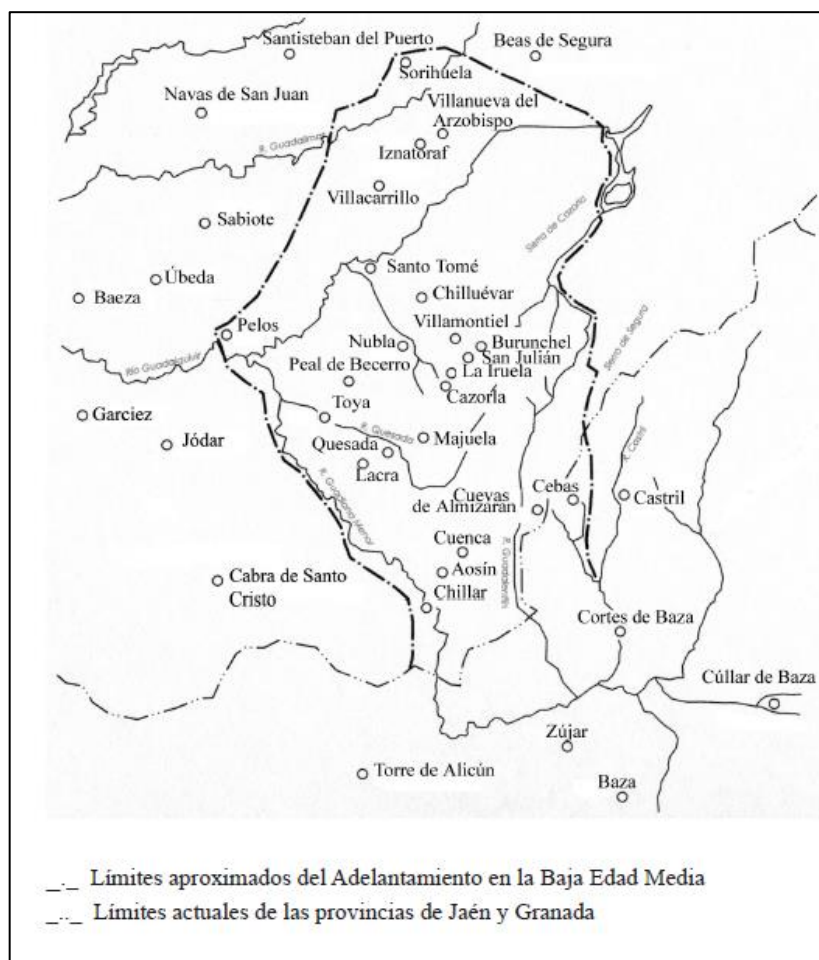 Santisteban del Puerto
Beas de Segura
Sorihuela
Navas de San Juan
Villanueva del
Arzobispo
R. Guadalimar
Iznatoraf
Villacarrillo
Sabiote
Sierra de Cazorla
Santo Tomé
Úbeda
Baeza
Chilluévar
Pelos
Villamontiel
Nubla
Burunchel
San Julián
Río Guadalquivir
Peal de Becerro
La Iruela
Sierra de Segura
Cazorla
Garciez
Toya
Jódar
R. Quesada
Majuela
R. Castril
Quesada
Lacra
Cuevas
de Almizarán
Cebas
Castril
R. Guadiana Menor
Cuenca
Aosín
R. Guadalentín
Cabra de Santo
Cristo
Chillar
Cortes de Baza
Cúllar de Baza
Zújar
Torre de Alicún
Baza
_._ Límites aproximados del Adelantamiento en la Baja Edad Media
_.._ Límites actuales de las provincias de Jaén y Granada